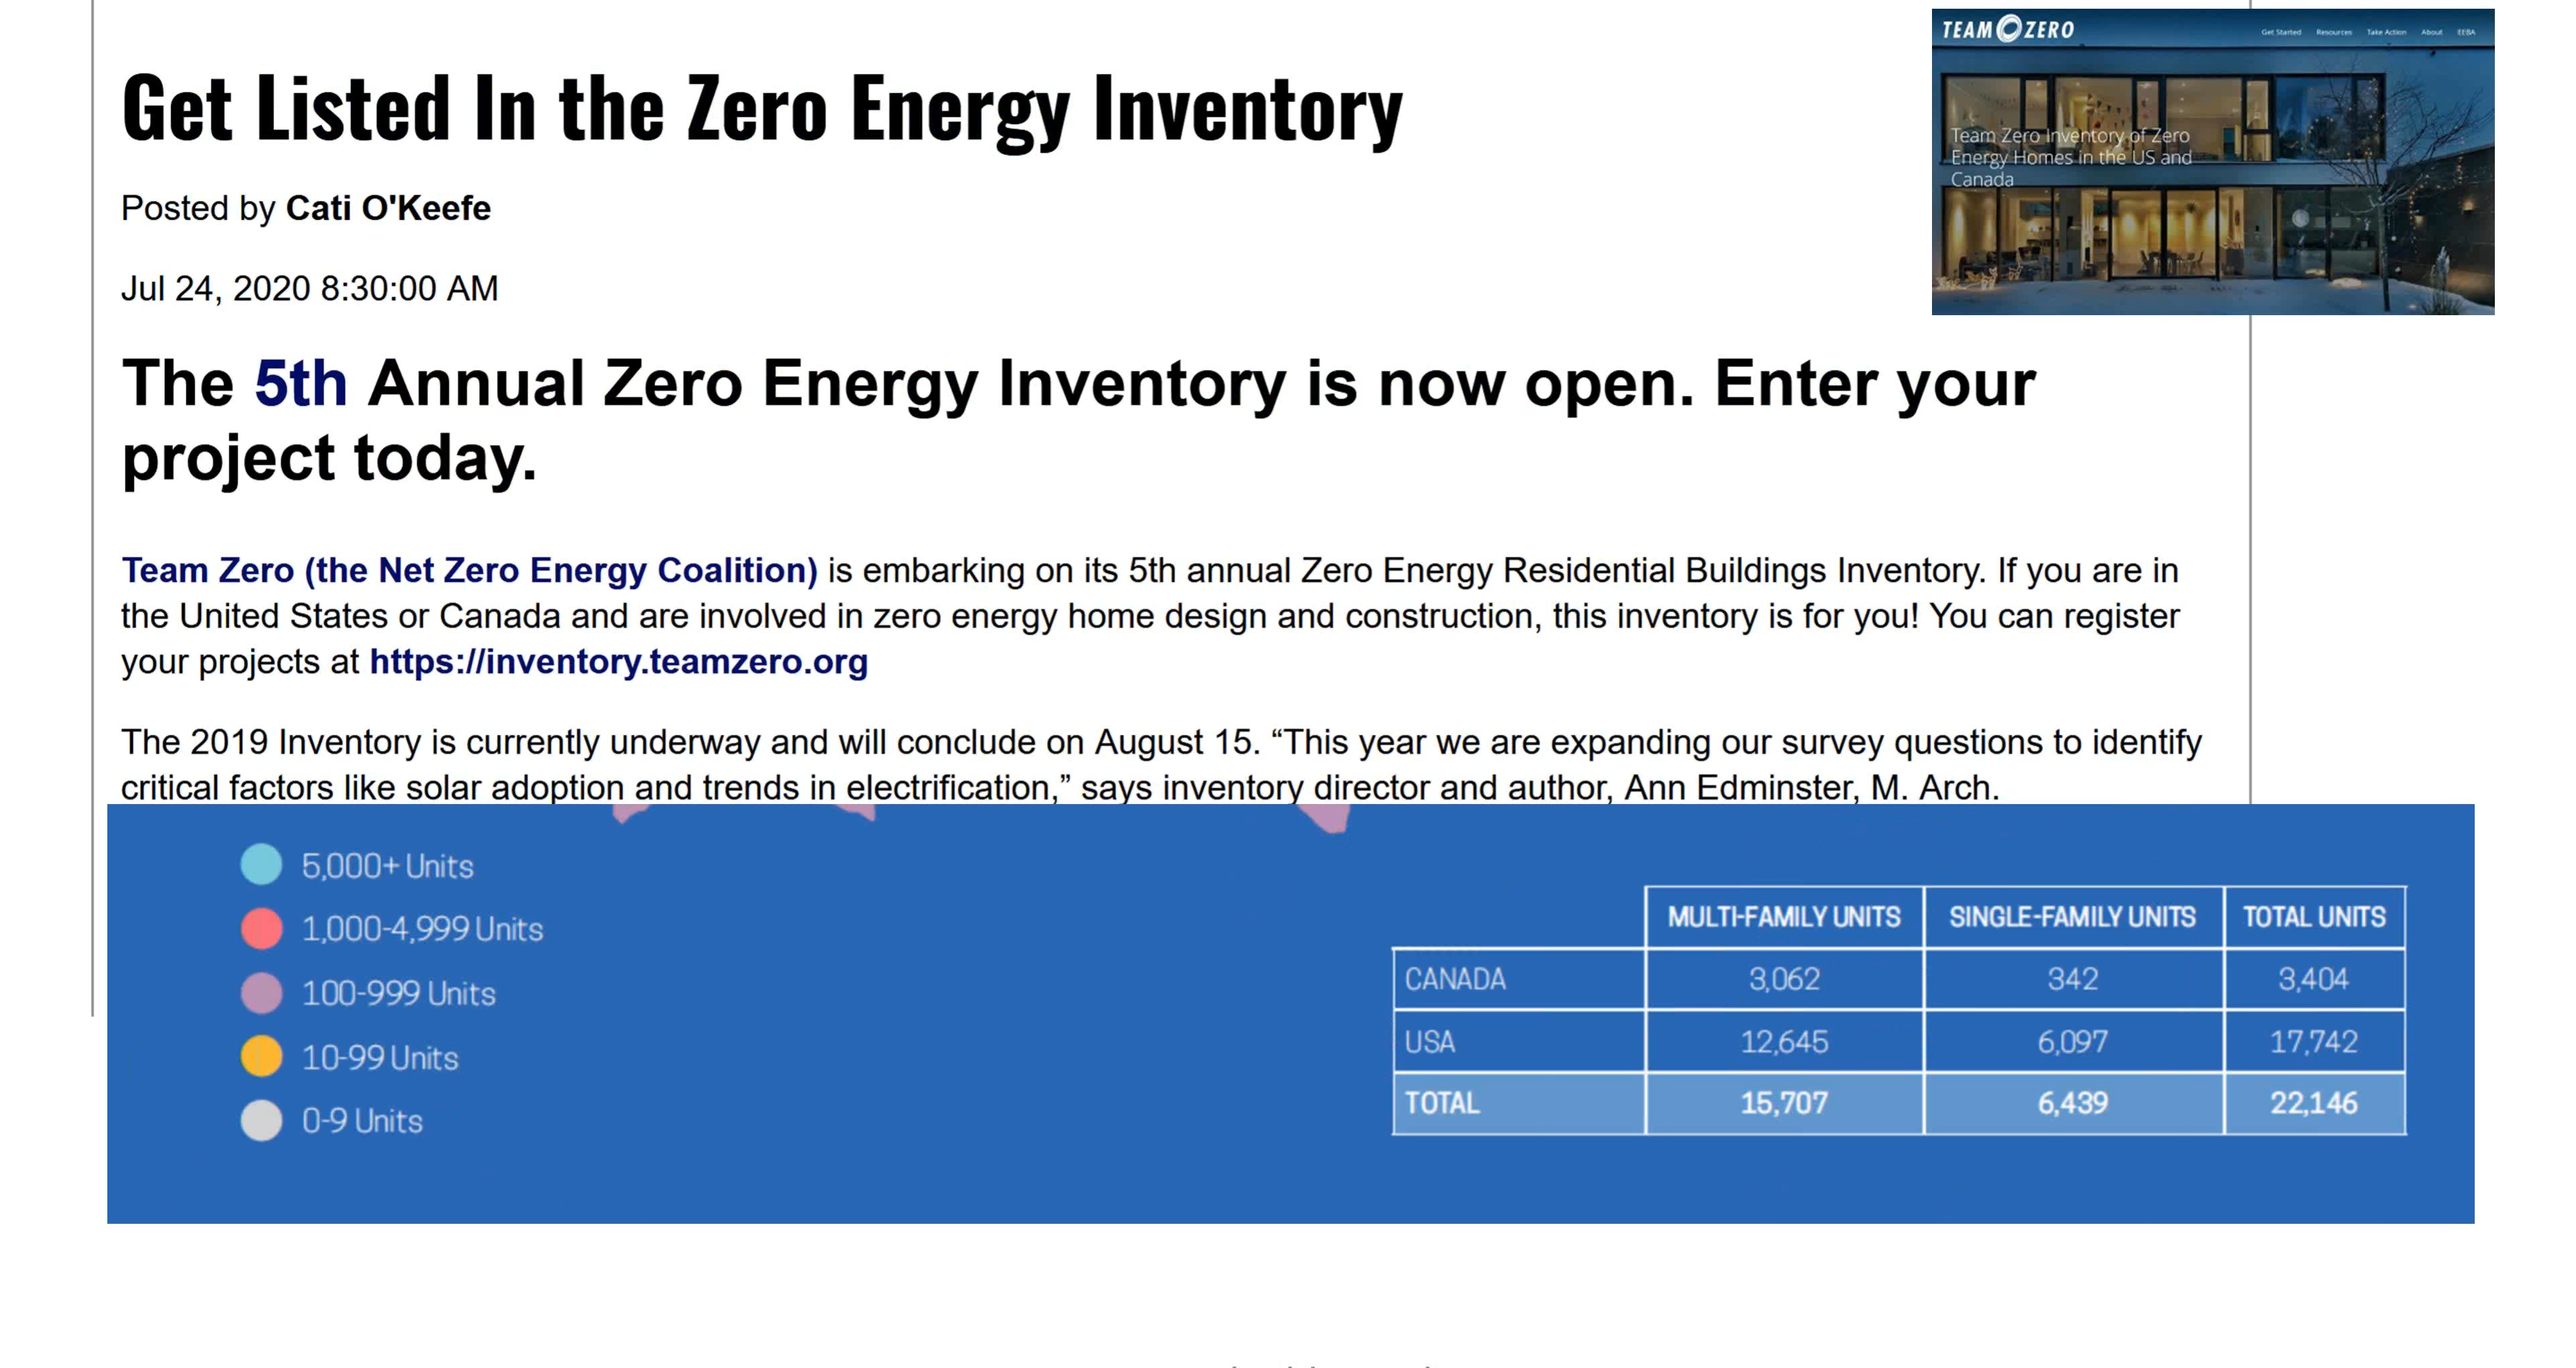 TEAM ZERO
Get Started Resources Take Action About EEBA
Team Zero Inventory of Zero
Energy Homes in the US and
Canada
Get Listed In the Zero Energy Inventory
Posted by Cati O'Keefe
Jul 24, 2020 8:30:00 AM
The 5th Annual Zero Energy Inventory is now open. Enter your
project today.
Team Zero (the Net Zero Energy Coalition) is embarking on its 5th annual Zero Energy Residential Buildings Inventory. If you are in
the United States or Canada and are involved in zero energy home design and construction, this inventory is for you! You can register
your projects at https://inventory.teamzero.org
The 2019 Inventory is currently underway and will conclude on August 15. “This year we are expanding our survey questions to identify
critical factors like solar adoption and trends in electrification,” says inventory director and author, Ann Edminster, M. Arch.
5,000+ Units
1,000-4,999 Units
100-999 Units
10-99 Units
0-9 Units
MULTI-FAMILY UNITS SINGLE-FAMILY UNITS TOTAL UNITS
CANADA 3,062 342 3,404
USA 12,645 6,097 17,742
TOTAL 15,707 6,439 22,146